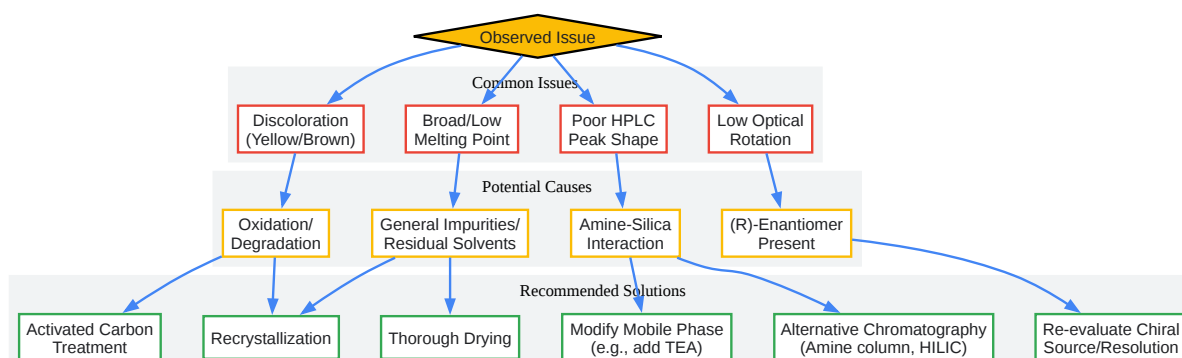 Observed Issue
Common Issues
Discoloration
(Yellow/Brown)
Broad/Low
Melting Point
Poor HPLC
Peak Shape
Low Optical
Rotation
Potential Causes
Oxidation/
Degradation
General Impurities/
Residual Solvents
Amine-Silica
Interaction
(R)-Enantiomer
Present
Recommended Solutions
Activated Carbon
Treatment
Recrystallization
Thorough Drying
Modify Mobile Phase
(e.g., add TEA)
Alternative Chromatography
(Amine column, HILIC)
Re-evaluate Chiral
Source/Resolution